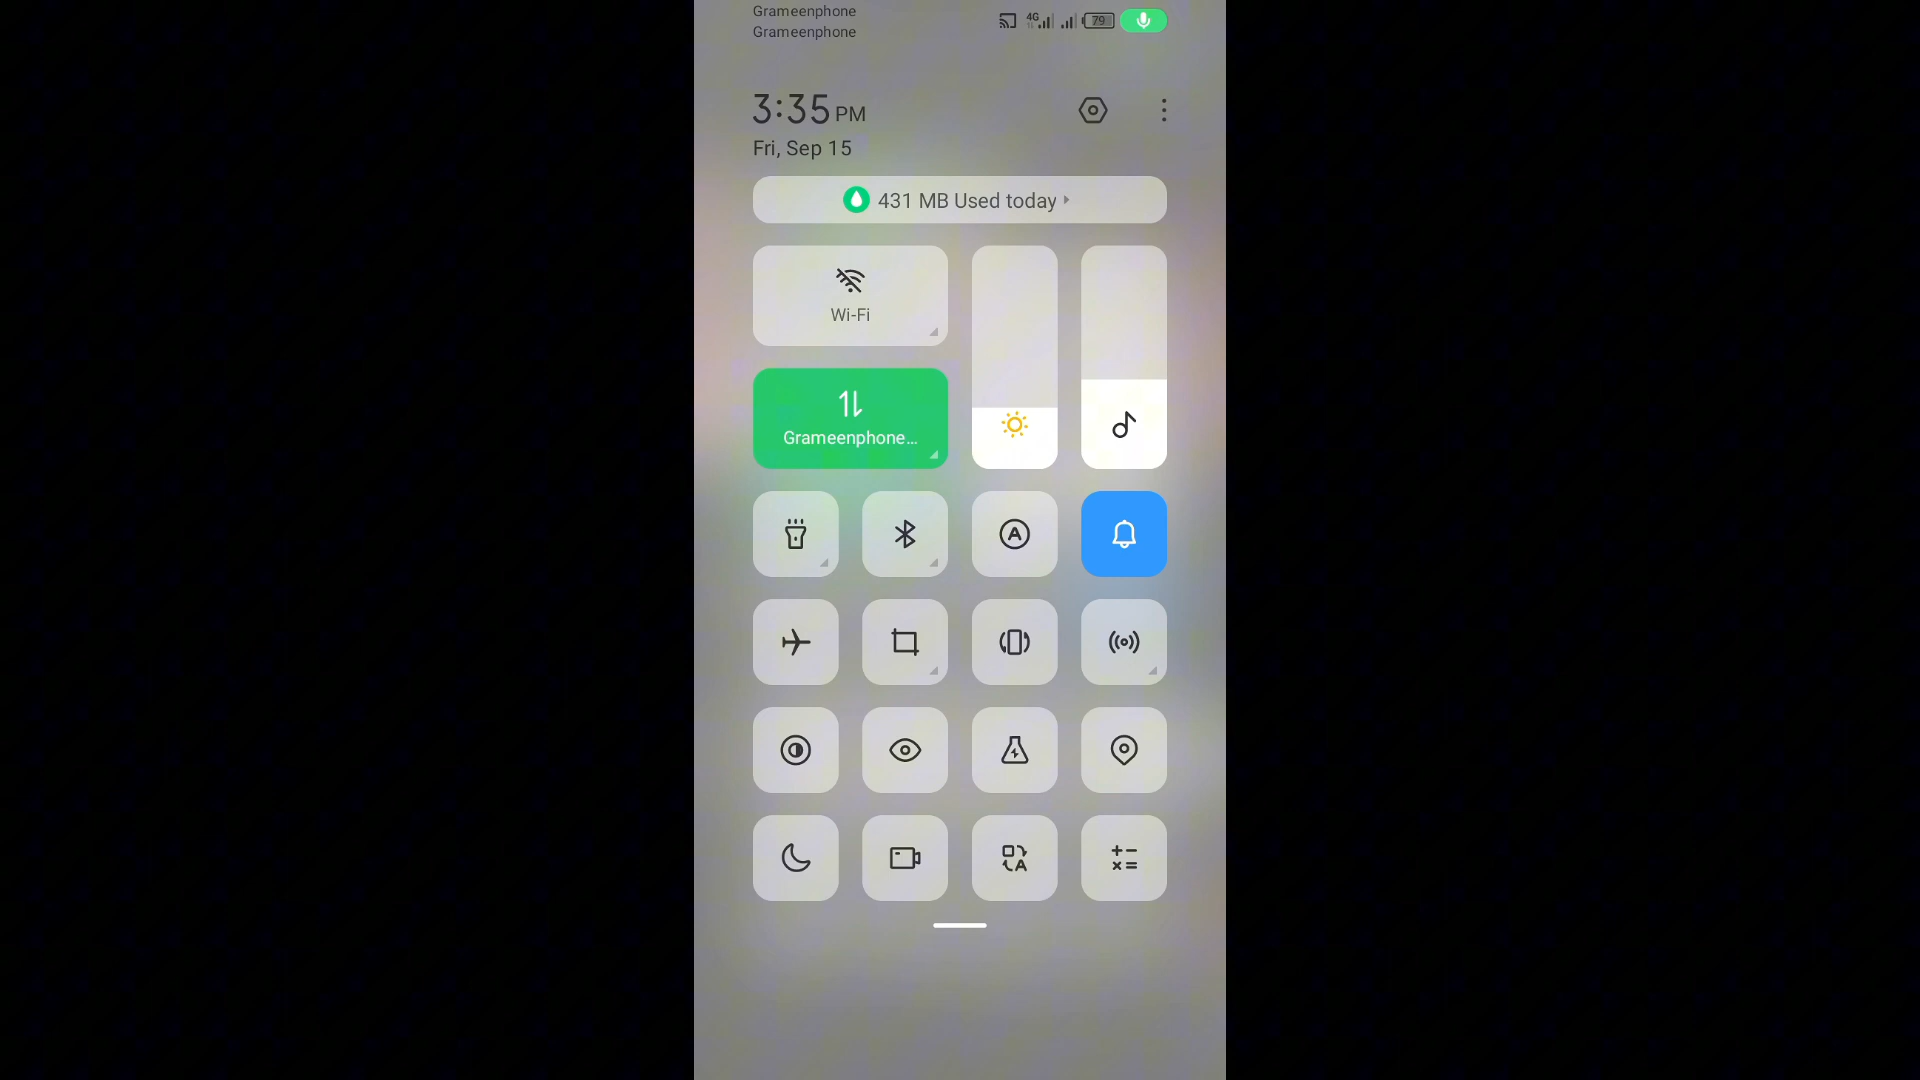 Grameenphone
Grameenphone
4G
79
3:35 PM
Fri, Sep 15
431 MB Used today
Wi-Fi
Grameenphone...